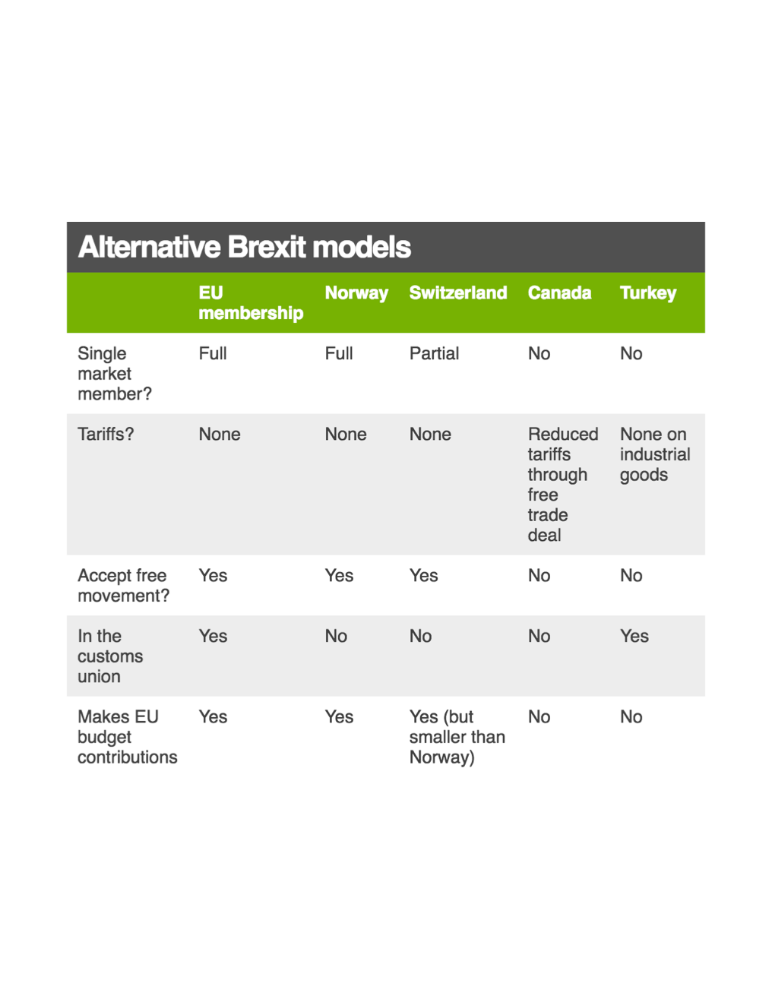 Alternative Brexit models
EU membership Norway Switzerland Canada Turkey
Single market member? Full Full Partial No No
Tariffs? None None None Reduced tariffs through free trade deal None on industrial goods
Accept free movement? Yes Yes Yes No No
In the customs union Yes No No No Yes
Makes EU budget contributions Yes Yes Yes (but smaller than Norway) No No